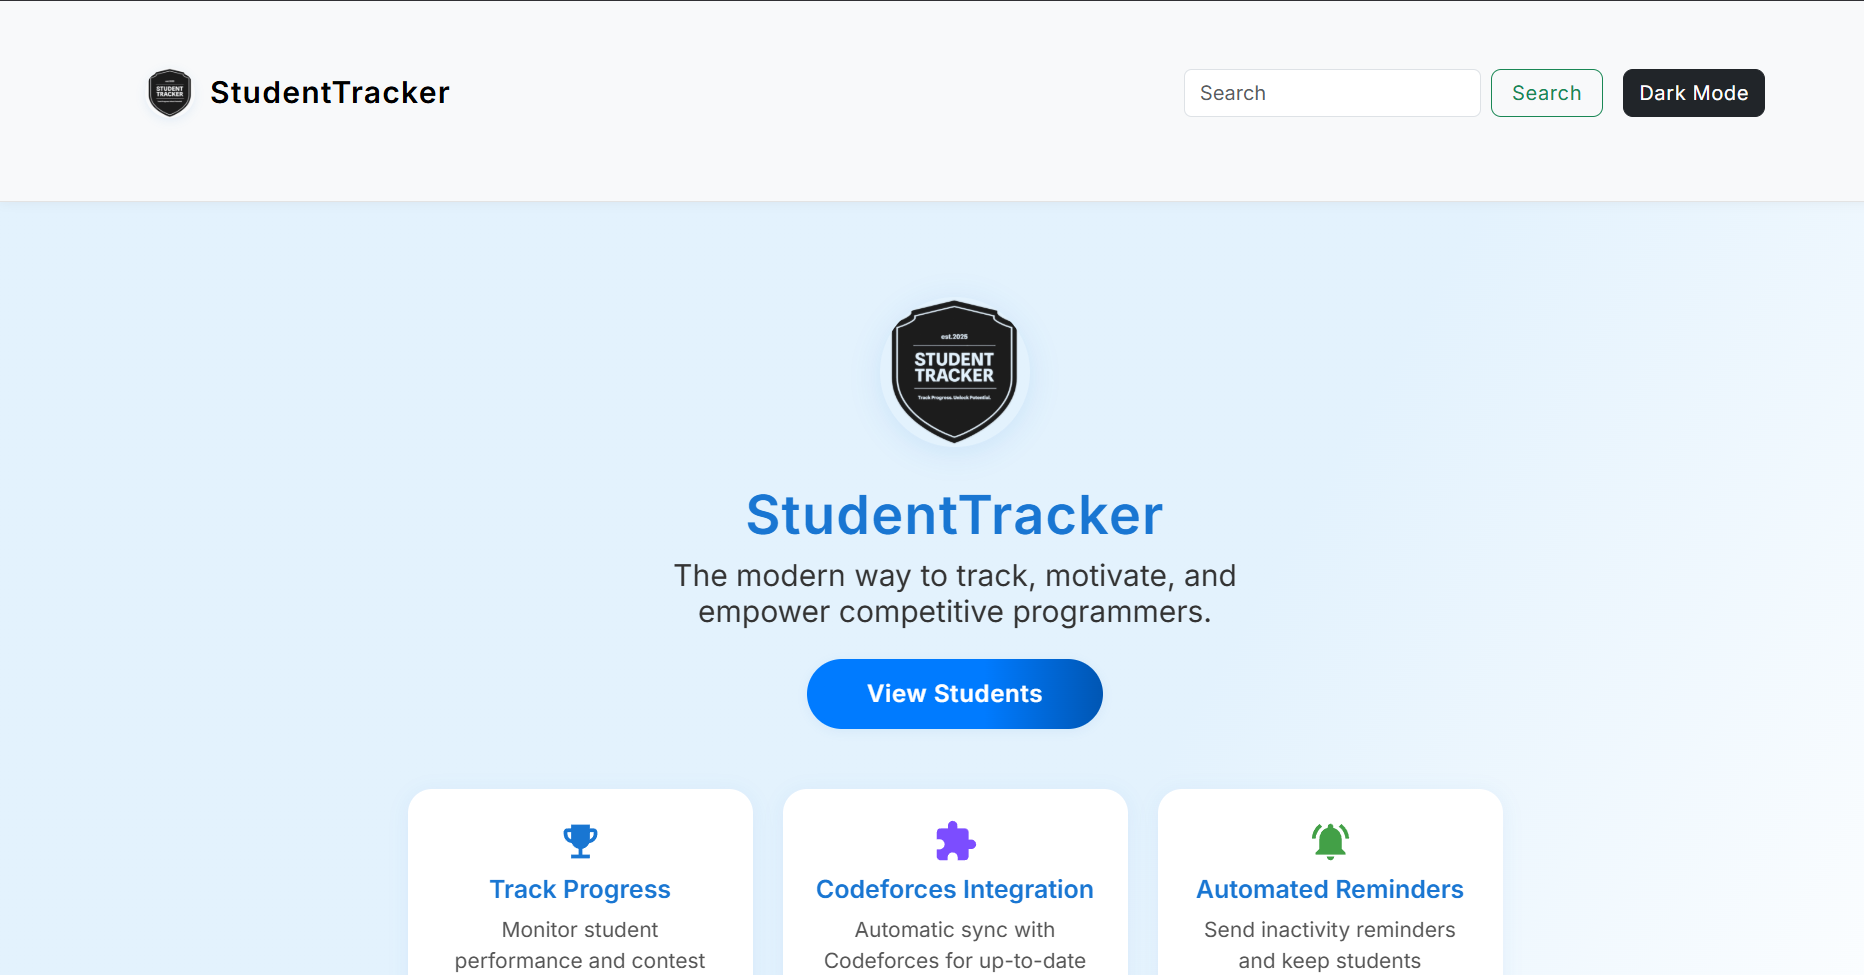 STUDENT
TRACKER
StudentTracker
Search
Search
Dark Mode
est.2025
STUDENT
TRACKER
Track Progress. Unlock Potential.
StudentTracker
The modern way to track, motivate, and
empower competitive programmers.
View Students
Track Progress
Monitor student
performance and contest
Codeforces Integration
Automatic sync with
Codeforces for up-to-date
Automated Reminders
Send inactivity reminders
and keep students